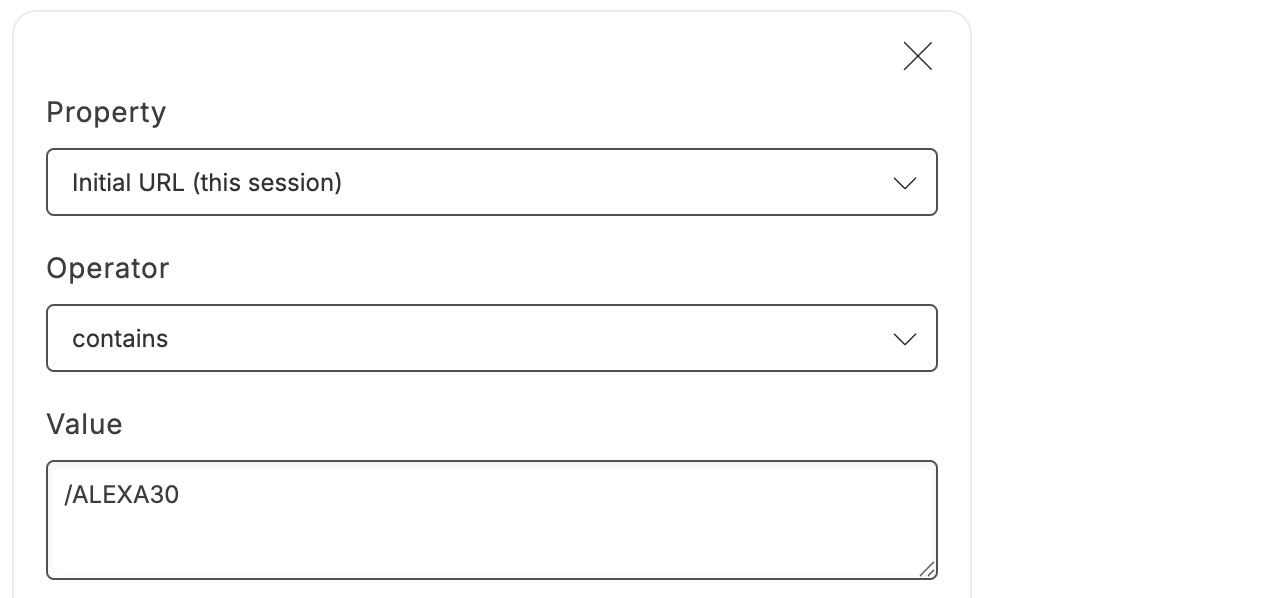 Property
Initial URL (this session)
Operator
contains
Value
/ALEXA30